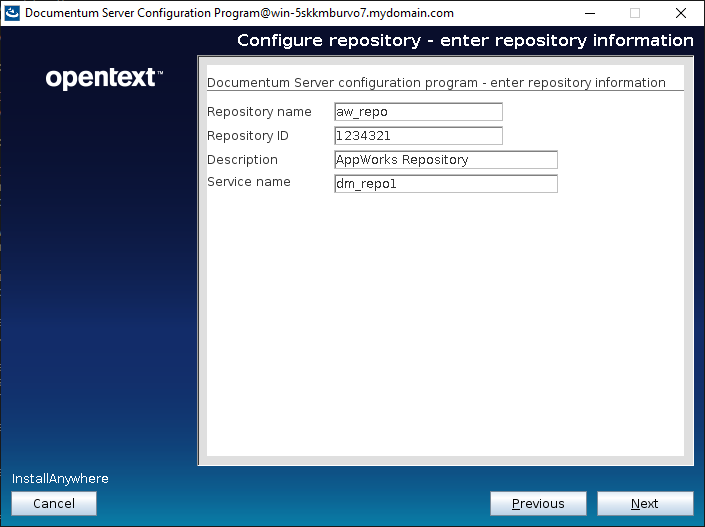 Documentum Server Configuration Program@win-5skkmburvo7.mydomain.com
Configure repository - enter repository information
opentext™
Documentum Server configuration program - enter repository information
Repository name aw_repo
Repository ID 1234321
Description AppWorks Repository
Service name dm_repo1
InstallAnywhere
Cancel Previous Next